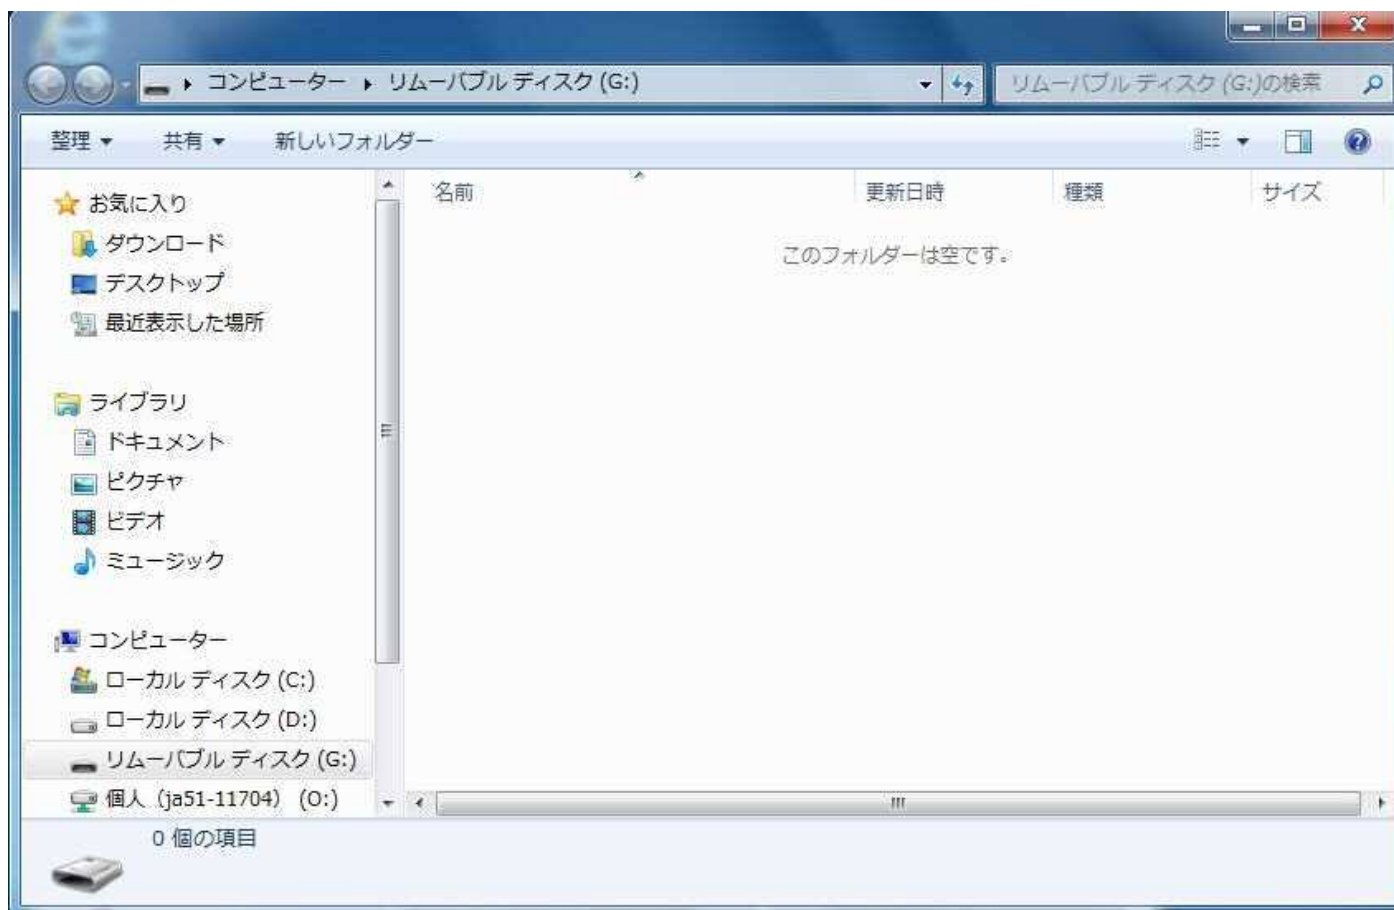 コンピューター ▶ リムーバブル ディスク (G:)
リムーバブル ディスク (G:)の検索
整理 ▼ 共有 ▼ 新しいフォルダー
名前 更新日時 種類 サイズ
このフォルダーは空です。
お気に入り
ダウンロード
デスクトップ
最近表示した場所
ライブラリ
ドキュメント
ピクチャ
ビデオ
ミュージック
コンピューター
ローカル ディスク (C:)
ローカル ディスク (D:)
リムーバブル ディスク (G:)
個人 (ja51-11704) (O:)
0 個の項目